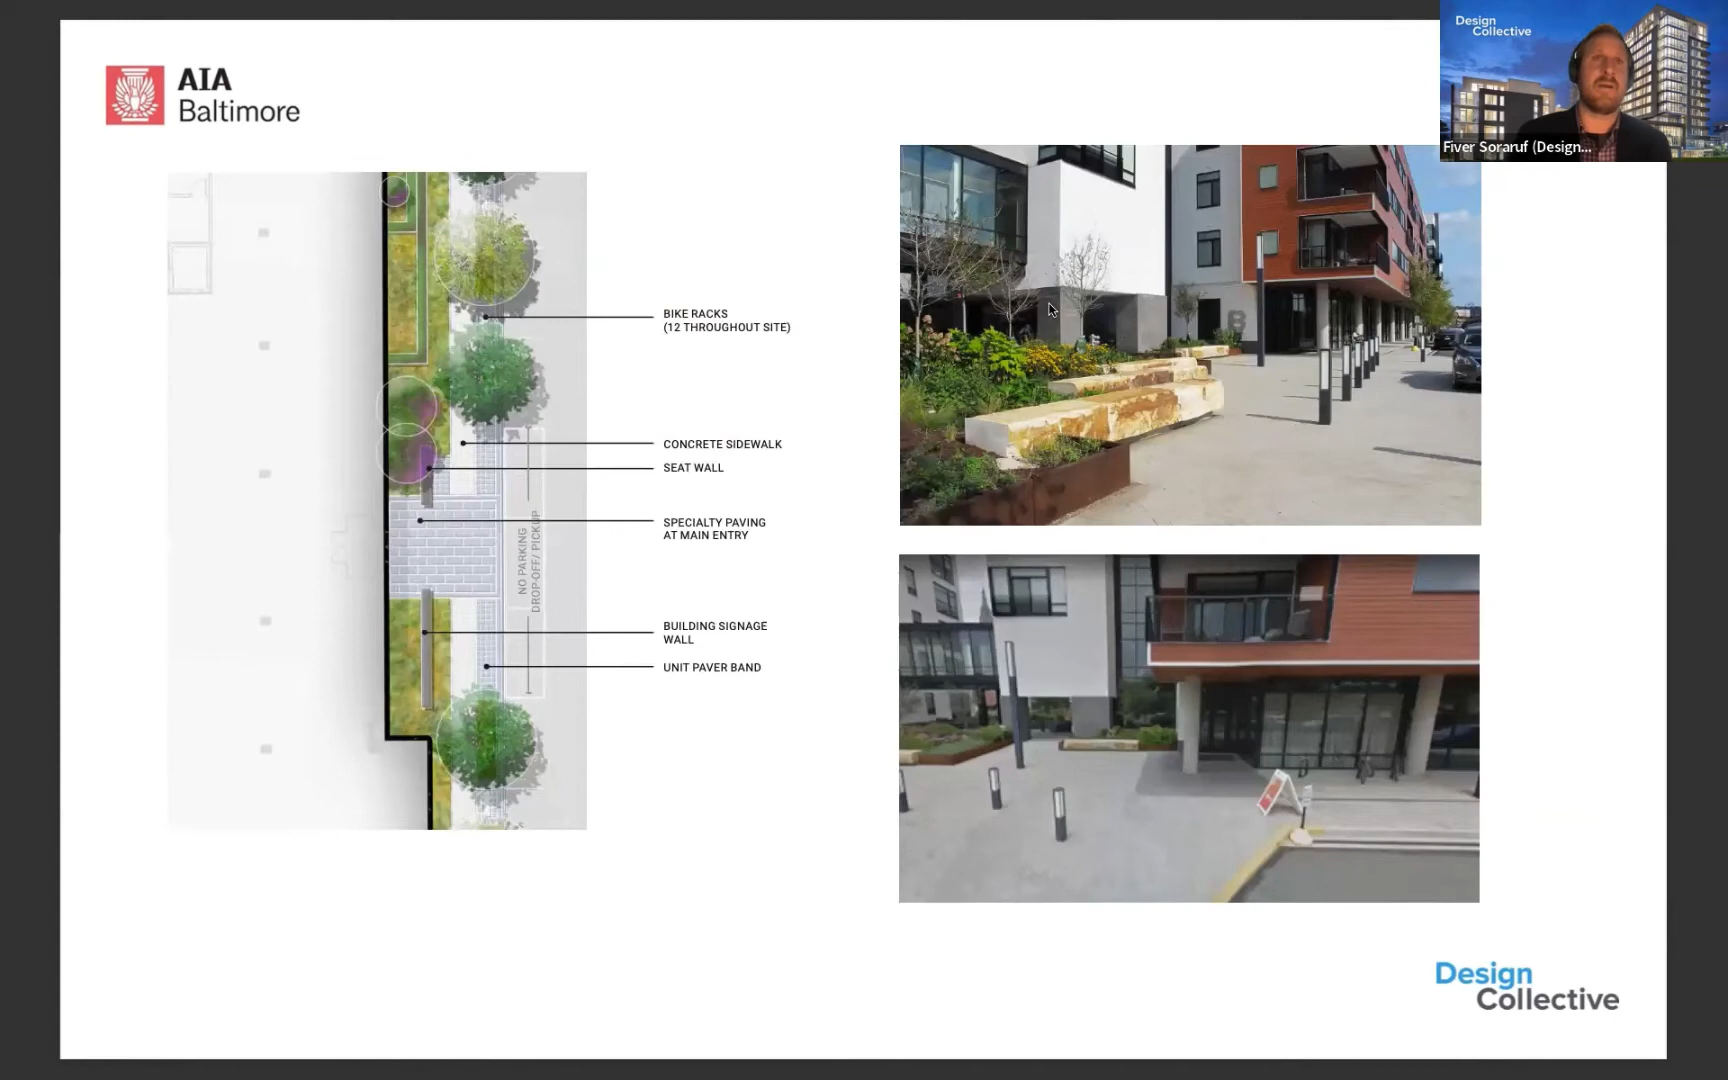 Design
Collective
Fiver Soraruf (Design...
AIA
Baltimore
BIKE RACKS
(12 THROUGHOUT SITE)
CONCRETE SIDEWALK
SEAT WALL
SPECIALTY PAVING
AT MAIN ENTRY
NO PARKING
DROP-OFF/ PICKUP
BUILDING SIGNAGE
WALL
UNIT PAVER BAND
8
Design
Collective